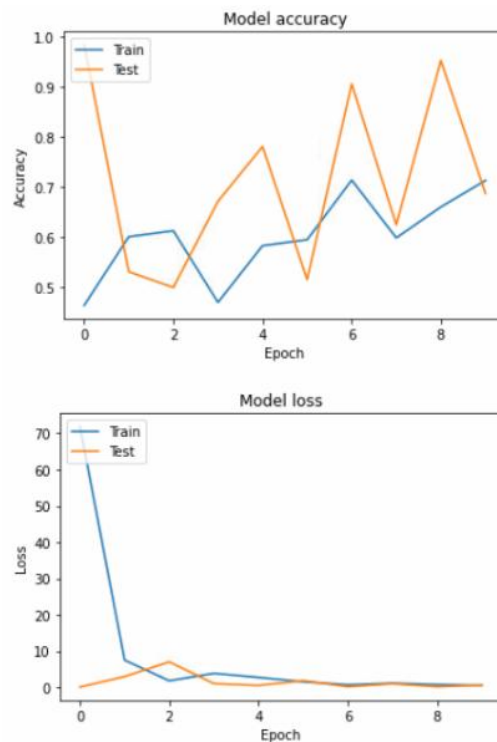 Model accuracy
1.0
0.9
0.8
0.7
0.6
0.5
Accuracy
Train
Test
0 2 4 6 8
Epoch
Model loss
70
60
50
40
30
20
10
0
Loss
Train
Test
0 2 4 6 8
Epoch